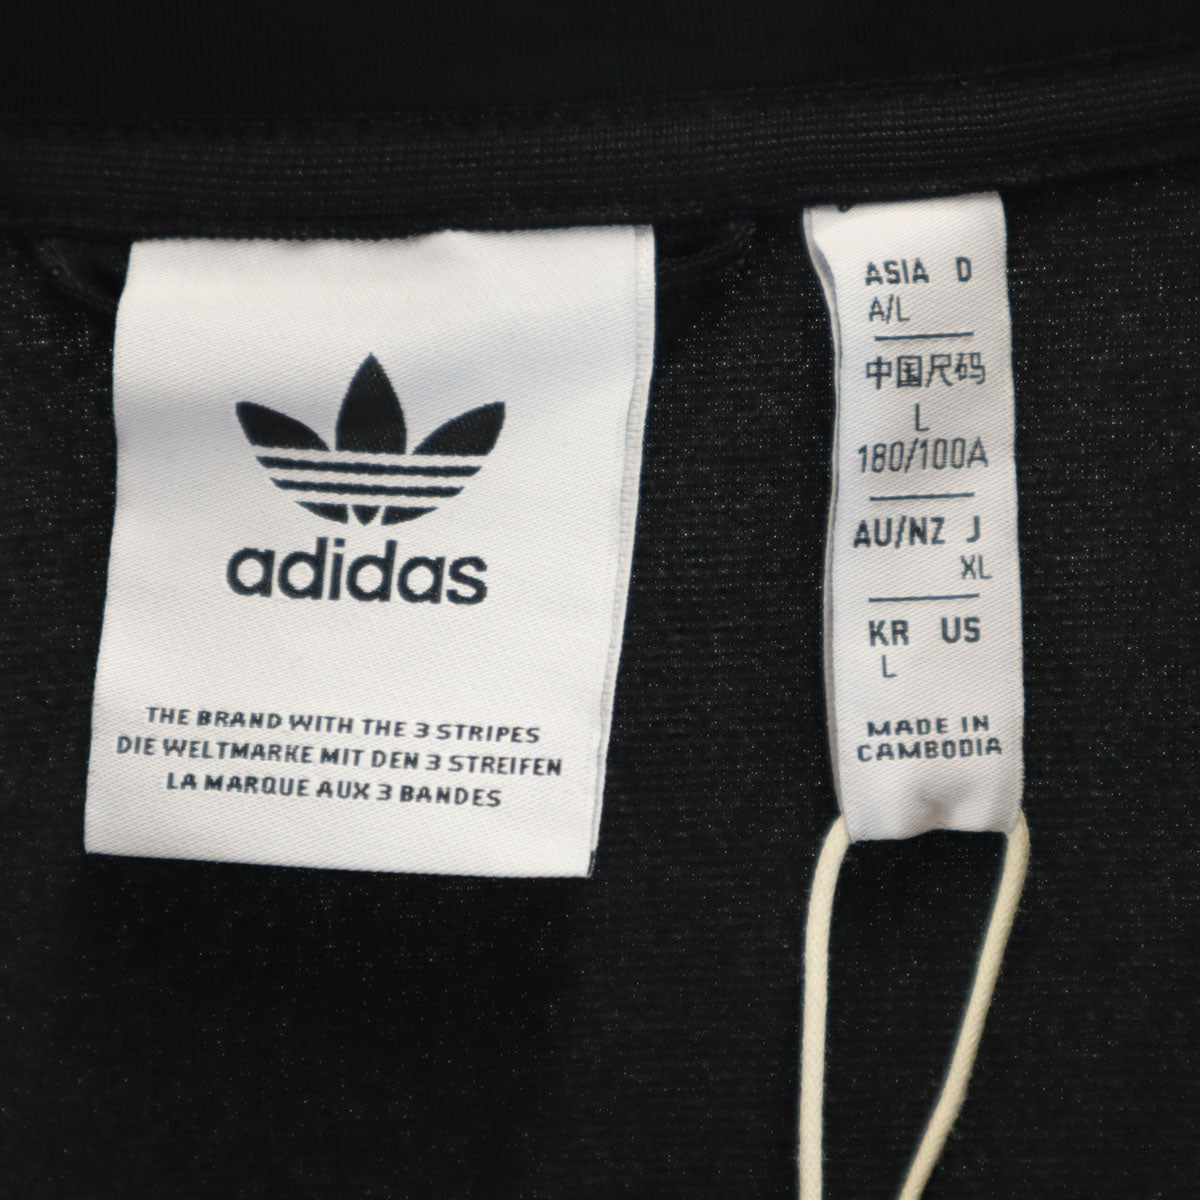 adidas
THE BRAND WITH THE 3 STRIPES
DIE WELTMARKE MIT DEN 3 STREIFEN
LA MARQUE AUX 3 BANDES
ASIA D
A/L
中国尺码
L
180/100A
AU/NZ J
XL
KR US
L
MADE IN
CAMBODIA